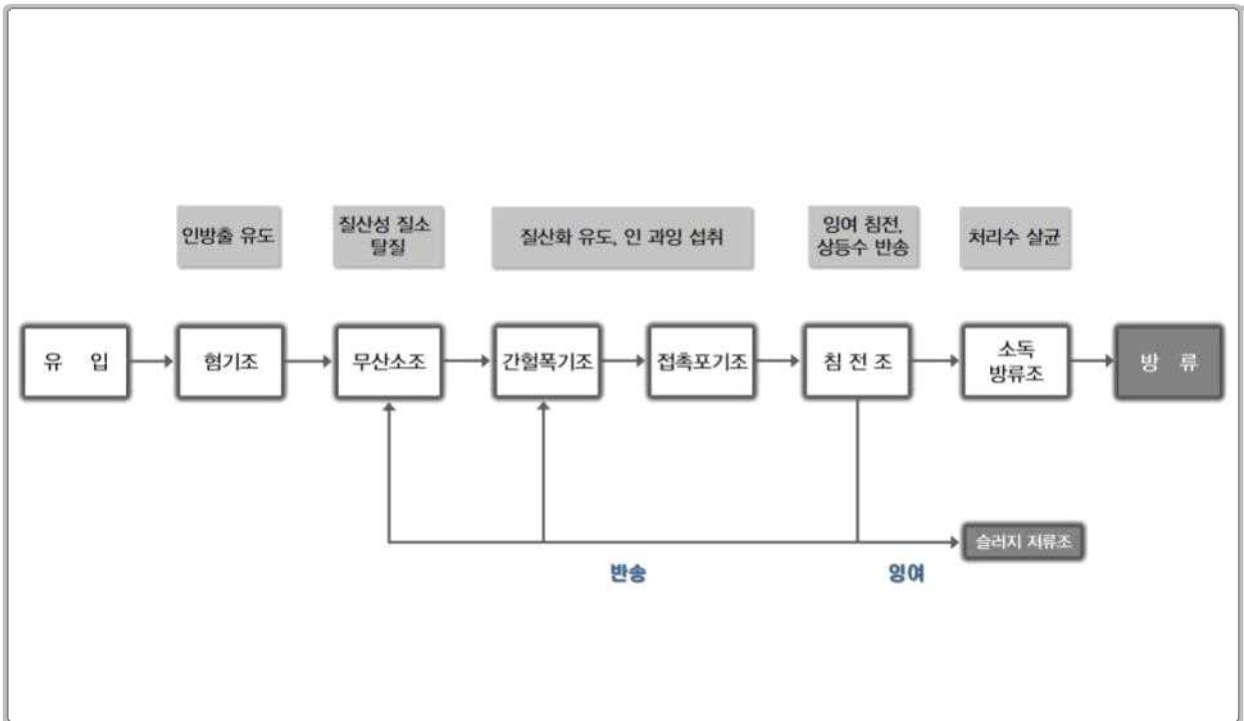 인방출 유도
질산성 질소
탈질
질산화 유도, 인 과잉 섭취
잉여 침전,
상등수 반송
처리수 살균
유 입
혐기조
무산소조
간헐폭기조
접촉포기조
침 전 조
소독
방류조
방 류
슬러지 저류조
반송
잉여